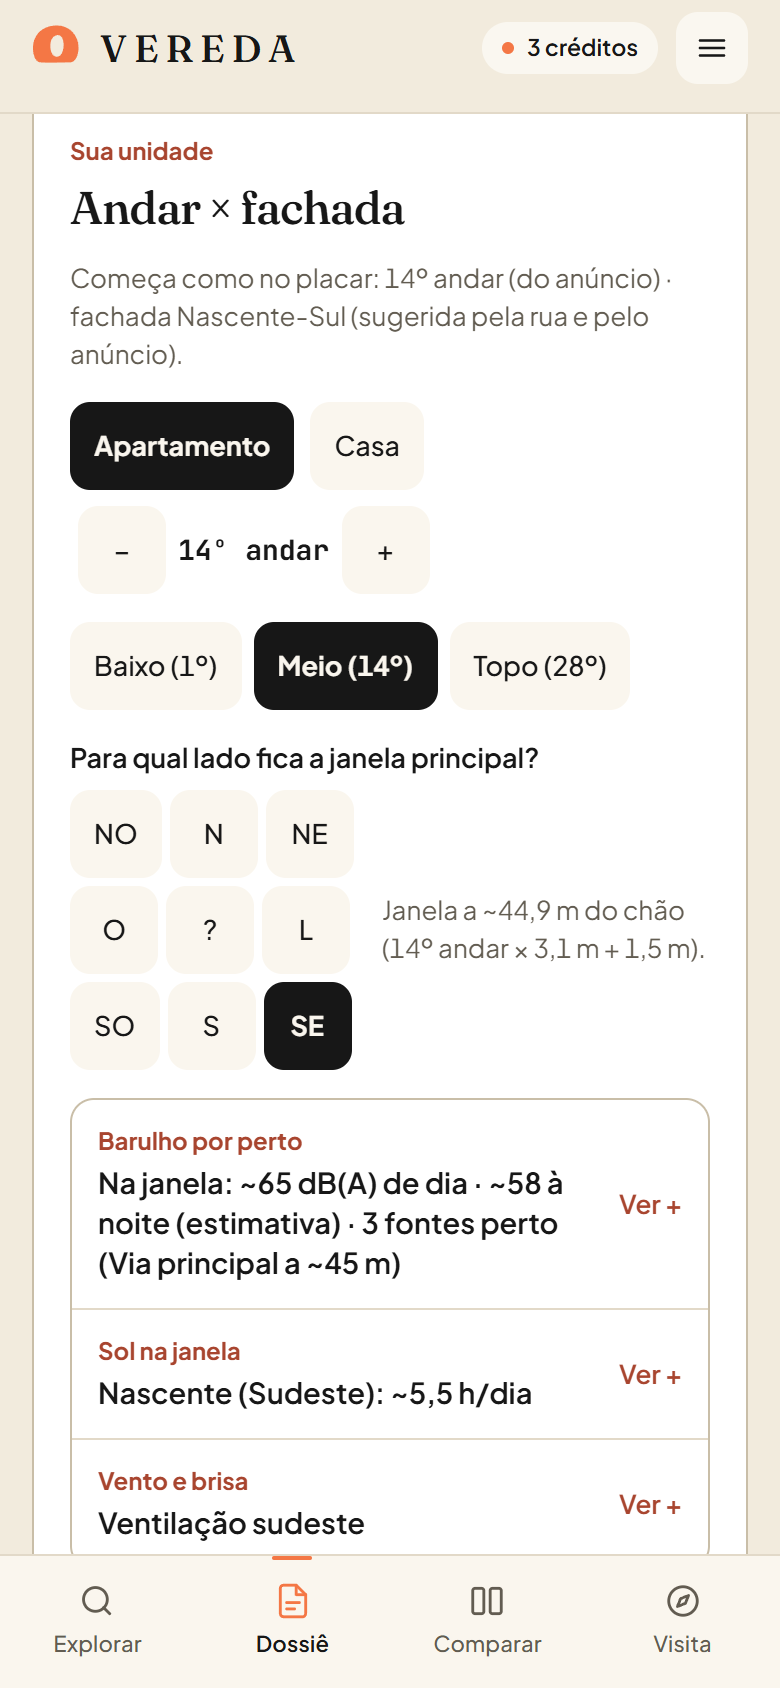 VEREDA
3 créditos
Sua unidade
Andar × fachada
Começa como no placar: 14º andar (do anúncio) ·
fachada Nascente-Sul (sugerida pela rua e pelo
anúncio).
Apartamento
Casa
− 14º andar +
Baixo (1º)
Meio (14º)
Topo (28º)
Para qual lado fica a janela principal?
NO N NE
O ? L
SO S SE
Janela a ~44,9 m do chão
(14º andar × 3,1 m + 1,5 m).
Barulho por perto
Na janela: ~65 dB(A) de dia · ~58 à
noite (estimativa) · 3 fontes perto
(Via principal a ~45 m)
Ver +
Sol na janela
Nascente (Sudeste): ~5,5 h/dia
Ver +
Vento e brisa
Ventilação sudeste
Ver +
Explorar
Dossiê
Comparar
Visita